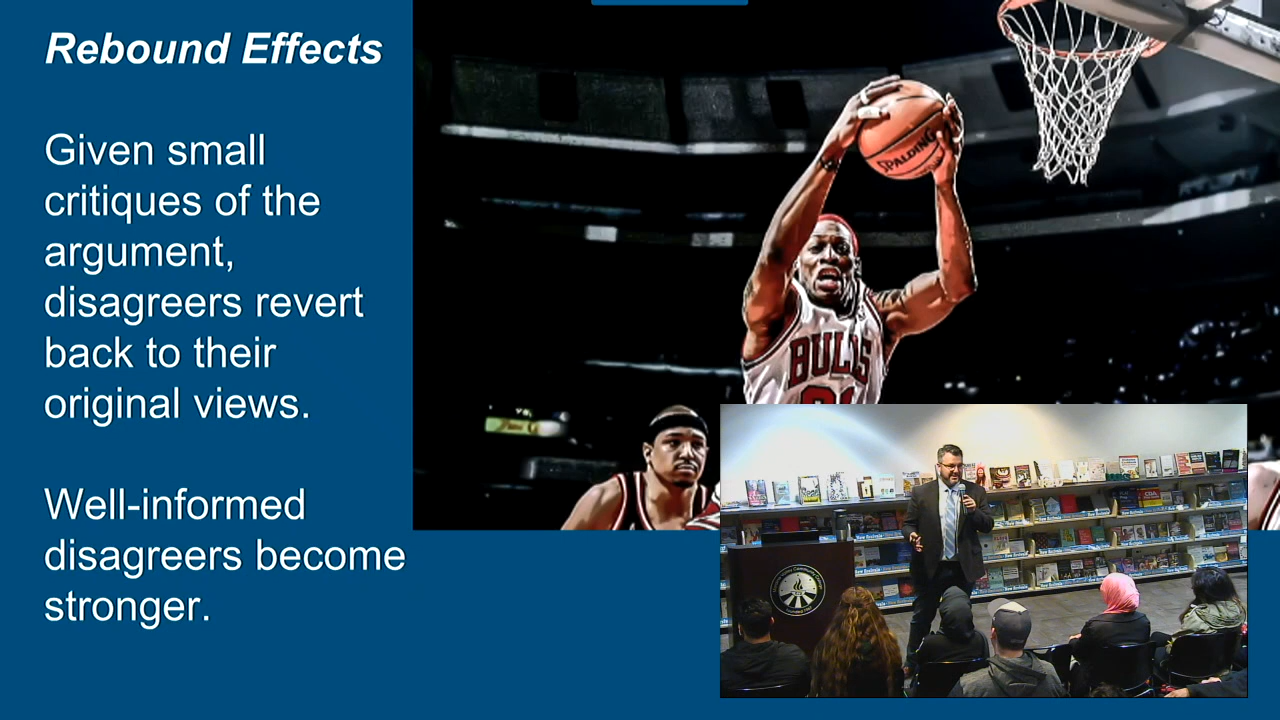 Rebound Effects
Given small
critiques of the
argument,
disagreers revert
back to their
original views.
Well-informed
disagreers become
stronger.
SPALDING
BULLS